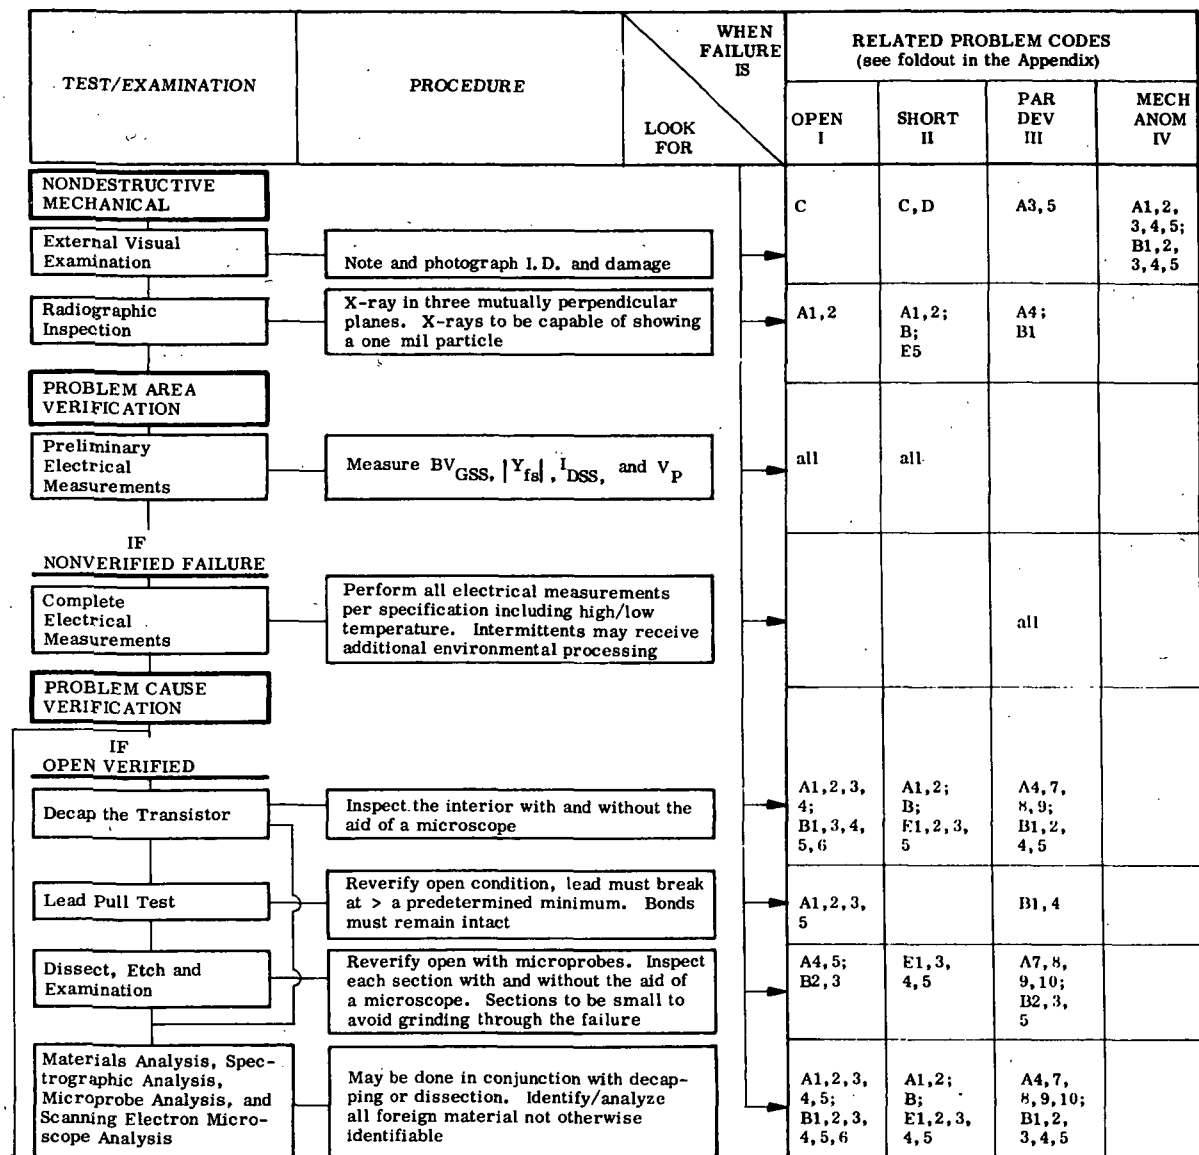 TEST/EXAMINATION
PROCEDURE
WHEN
FAILURE
IS
LOOK
FOR
RELATED PROBLEM CODES
(see foldout in the Appendix)
OPEN
I
SHORT
II
PAR
DEV
III
MECH
ANOM
IV
NONDESTRUCTIVE
MECHANICAL
External Visual
Examination
Note and photograph I.D. and damage
C
C,D
A3,5
A1,2,
3,4,5;
B1,2,
3,4,5
Radiographic
Inspection
X-ray in three mutually perpendicular
planes. X-rays to be capable of showing
a one mil particle
A1,2
A1,2;
B;
E5
A4;
B1
PROBLEM AREA
VERIFICATION
Preliminary
Electrical
Measurements
Measure BVGSS, |Yfs|, IDSS, and VP
all
all
IF
NONVERIFIED FAILURE
Complete
Electrical
Measurements
Perform all electrical measurements
per specification including high/low
temperature. Intermittents may receive
additional environmental processing
all
PROBLEM CAUSE
VERIFICATION
IF
OPEN VERIFIED
Decap the Transistor
Inspect the interior with and without the
aid of a microscope
A1,2,3,
4;
B1,3,4,
5,6
A1,2;
B;
E1,2,3,
5
A4,7,
8,9;
B1,2,
4,5
Lead Pull Test
Reverify open condition, lead must break
at > a predetermined minimum. Bonds
must remain intact
A1,2,3,
5
B1,4
Dissect, Etch and
Examination
Reverify open with microprobes. Inspect
each section with and without the aid of
a microscope. Sections to be small to
avoid grinding through the failure
A4,5;
B2,3
E1,3,
4,5
A7,8,
9,10;
B2,3,
5
Materials Analysis, Spec-
trographic Analysis,
Microprobe Analysis, and
Scanning Electron Micro-
scope Analysis
May be done in conjunction with decap-
ping or dissection. Identify/analyze
all foreign material not otherwise
identifiable
A1,2,3,
4,5;
B1,2,3,
4,5,6
A1,2;
B;
E1,2,3,
4,5
A4,7,
8,9,10;
B1,2,
3,4,5